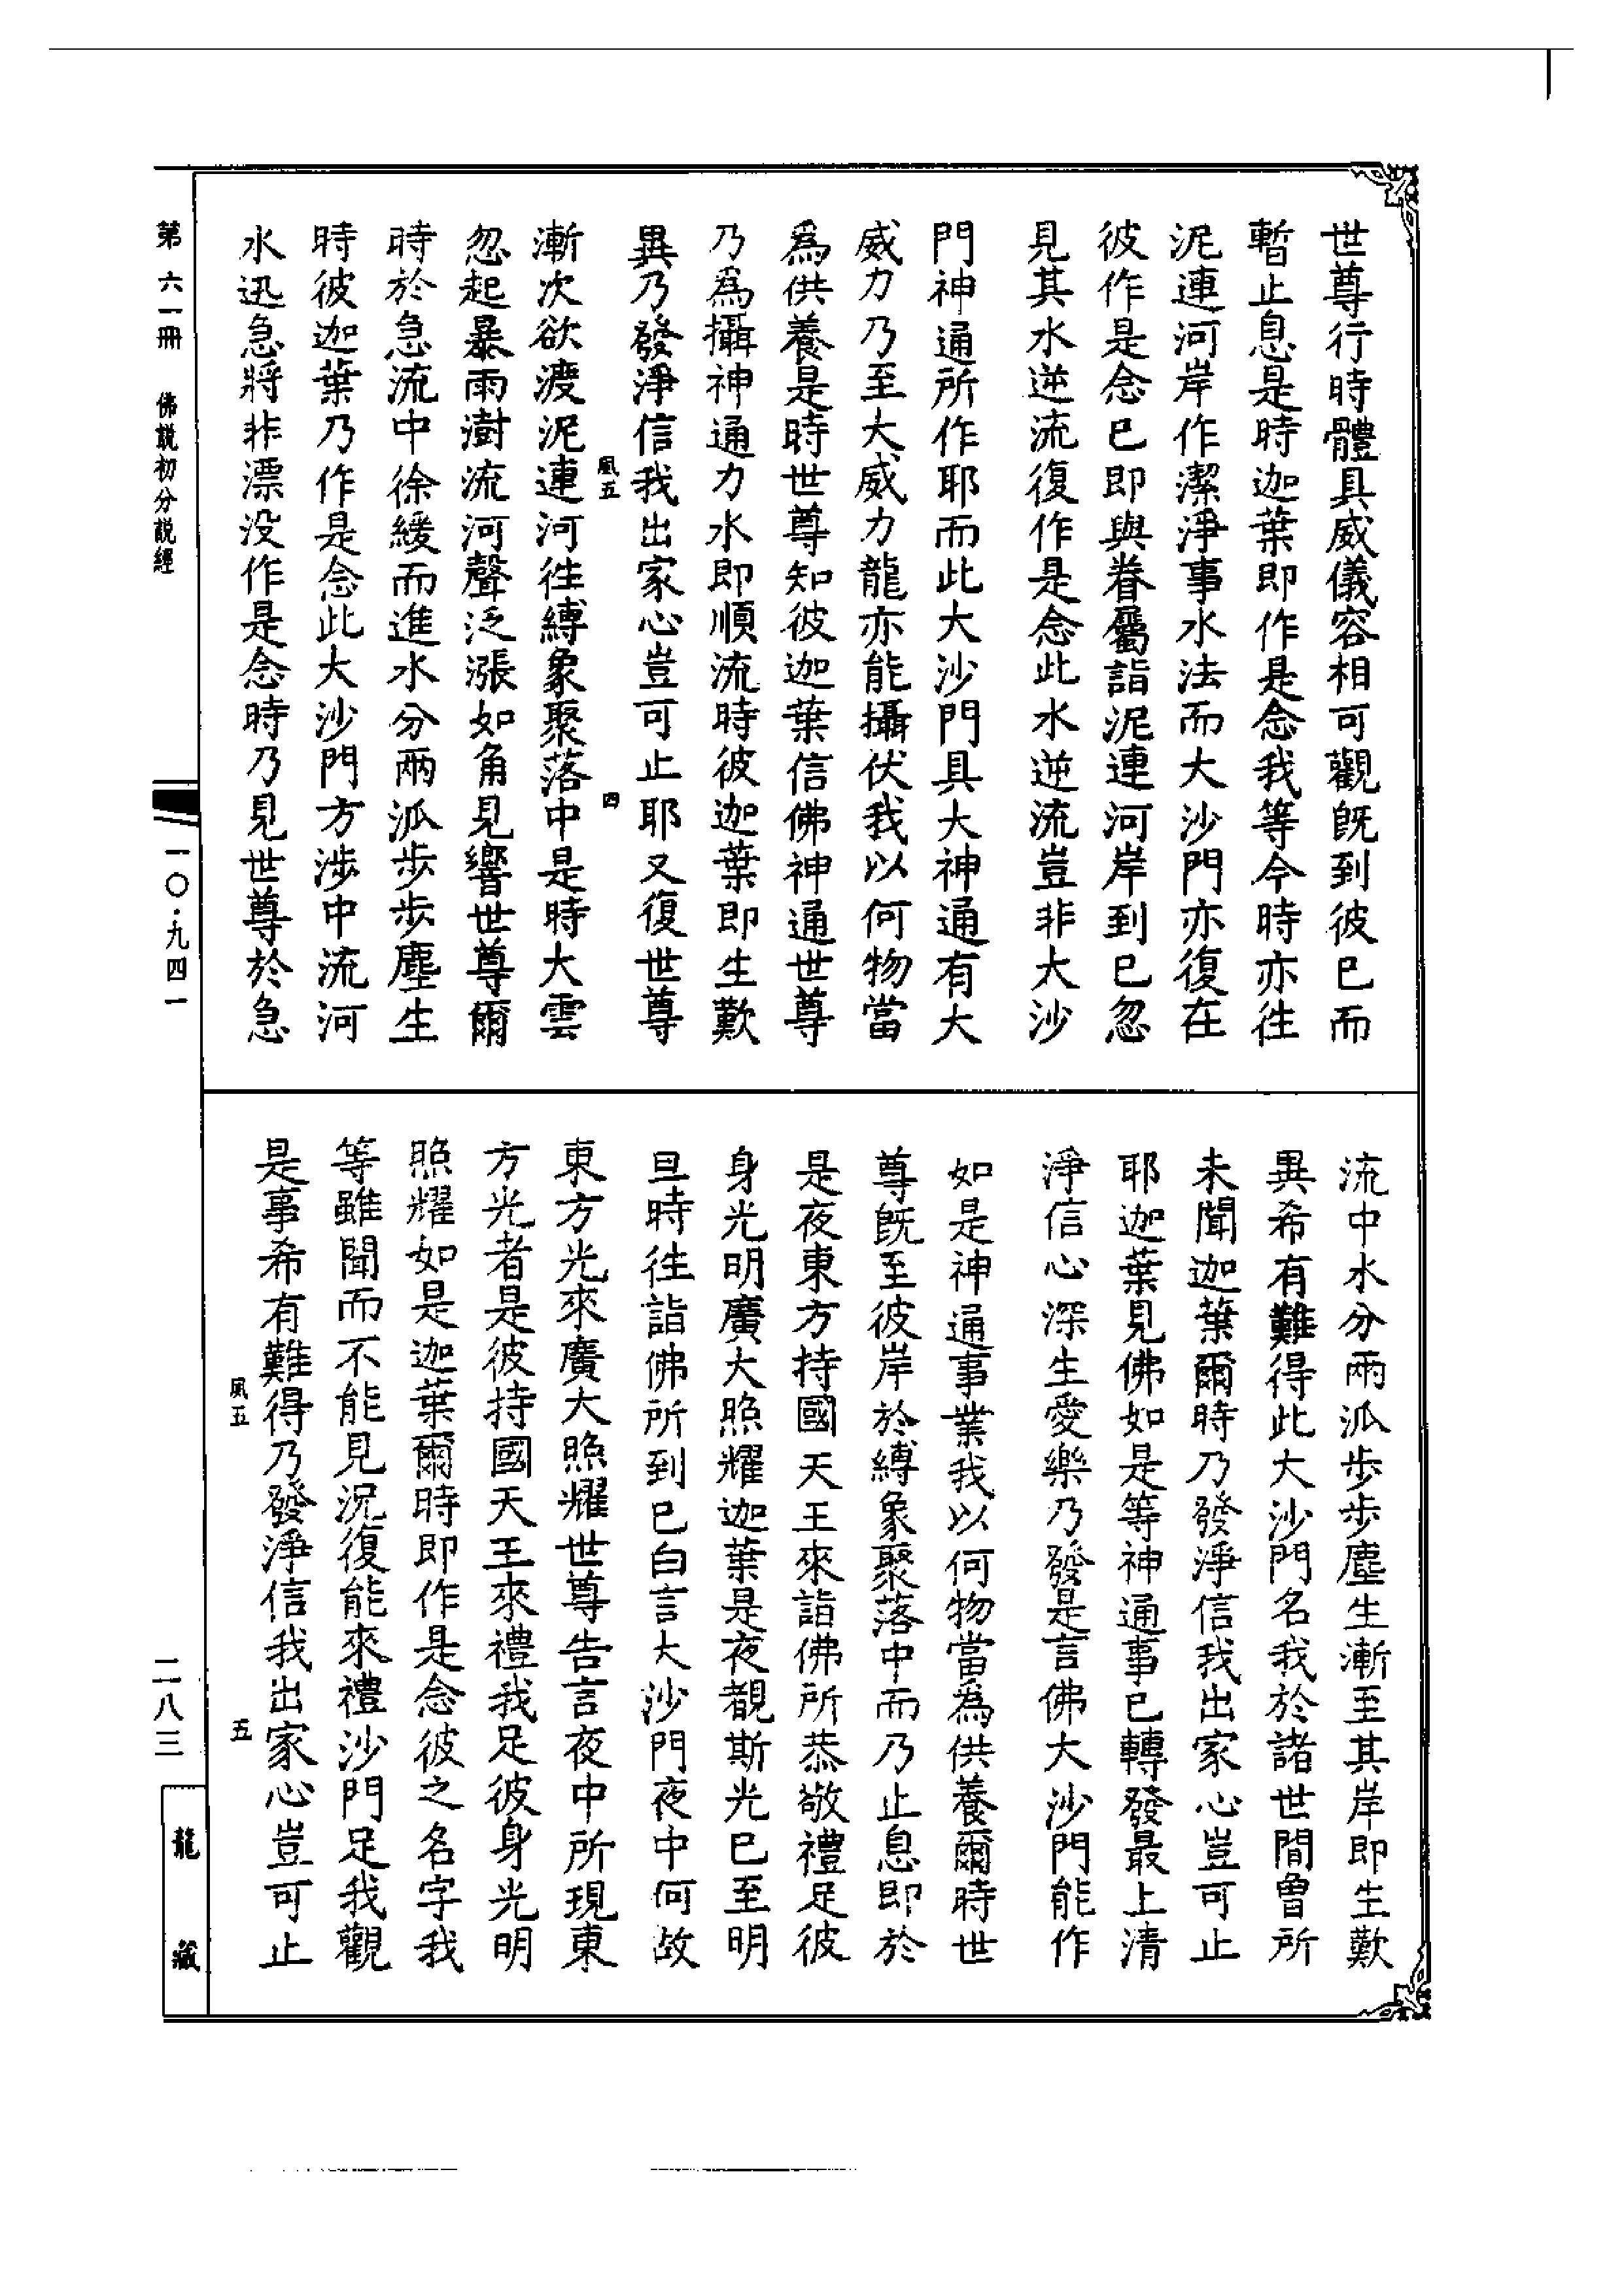 世尊行時體具威儀容相可觀既到彼已而
暫止息是時迦葉即作是念我等今時亦往
泥連河岸作潔淨事水法而大沙門亦復在
彼作是念已即與眷屬詣泥連河岸到已忽
見其水逆流復作是念此水逆流豈非大沙
門神通所作耶而此大沙門具大神通有大
威力乃至大威力龍亦能攝伏我以何物當
為供養是時世尊知彼迦葉信佛神通世尊
乃為攝神通力水即順流時彼迦葉即生歎
異乃發淨信我出家心豈可止耶又復世尊
風五
四
漸次欲渡泥連河往縛象聚落中是時大雲
忽起暴雨澍流河聲泛漲如角見響世尊爾
時於急流中徐緩而進水分兩派步步塵生
時彼迦葉乃作是念此大沙門方涉中流河
水迅急將非漂没作是念時乃見世尊於急
流中水分兩派步步塵生漸至其岸即生歎
異希有難得此大沙門名我於諸世間曾所
未聞迦葉爾時乃發淨信我出家心豈可止
耶迦葉見佛如是等神通事已轉發最上清
淨信心深生愛樂乃發是言佛大沙門能作
如是神通事業我以何物當為供養爾時世
尊既至彼岸於縛象聚落中而乃止息即於
是夜東方持國天王來詣佛所恭敬禮足彼
身光明廣大照耀迦葉是夜覩斯光已至明
旦時往詣佛所到已白言大沙門夜中何故
東方光來廣大照耀世尊告言夜中所現東
方光者是彼持國天王來禮我足彼身光明
照耀如是迦葉爾時即作是念彼之名字我
等雖聞而不能見況復能來禮沙門足我觀
是事希有難得乃發淨信我出家心豈可止
風五
五
第六一冊 佛説初分説經
一〇·九四一
二八三
龍藏